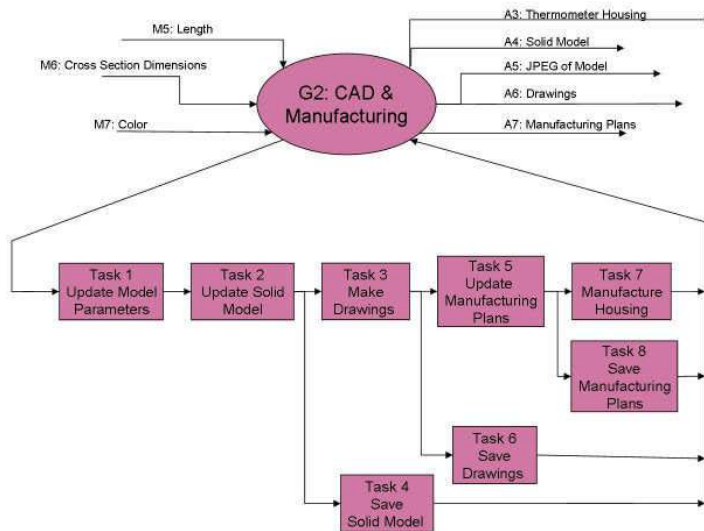 A3: Thermometer Housing
M5: Length
A4: Solid Model
M6: Cross Section Dimensions
A5: JPEG of Model
G2: CAD &
Manufacturing
A6: Drawings
M7: Color
A7: Manufacturing Plans
Task 1
Update Model
Parameters
Task 2
Update Solid
Model
Task 3
Make
Drawings
Task 5
Update
Manufacturing
Plans
Task 7
Manufacture
Housing
Task 8
Save
Manufacturing
Plans
Task 6
Save
Drawings
Task 4
Save
Solid Model